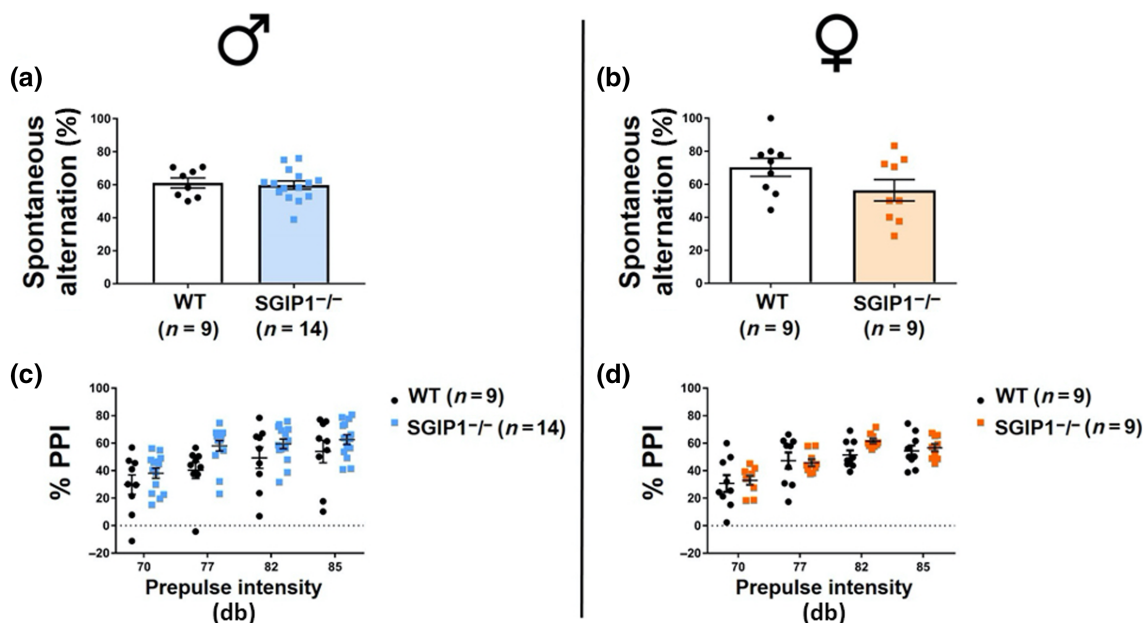 (a)
Spontaneous
alternation (%)
100
80
60
40
20
0
WT
(n = 9)
SGIP1−/−
(n = 14)
(b)
Spontaneous
alternation (%)
100
80
60
40
20
0
WT
(n = 9)
SGIP1−/−
(n = 9)
(c)
% PPI
100
80
60
40
20
0
−20
70 77 82 85
Prepulse intensity
(db)
WT (n = 9)
SGIP1−/− (n = 14)
(d)
% PPI
100
80
60
40
20
0
−20
70 77 82 85
Prepulse intensity
(db)
WT (n = 9)
SGIP1−/− (n = 9)